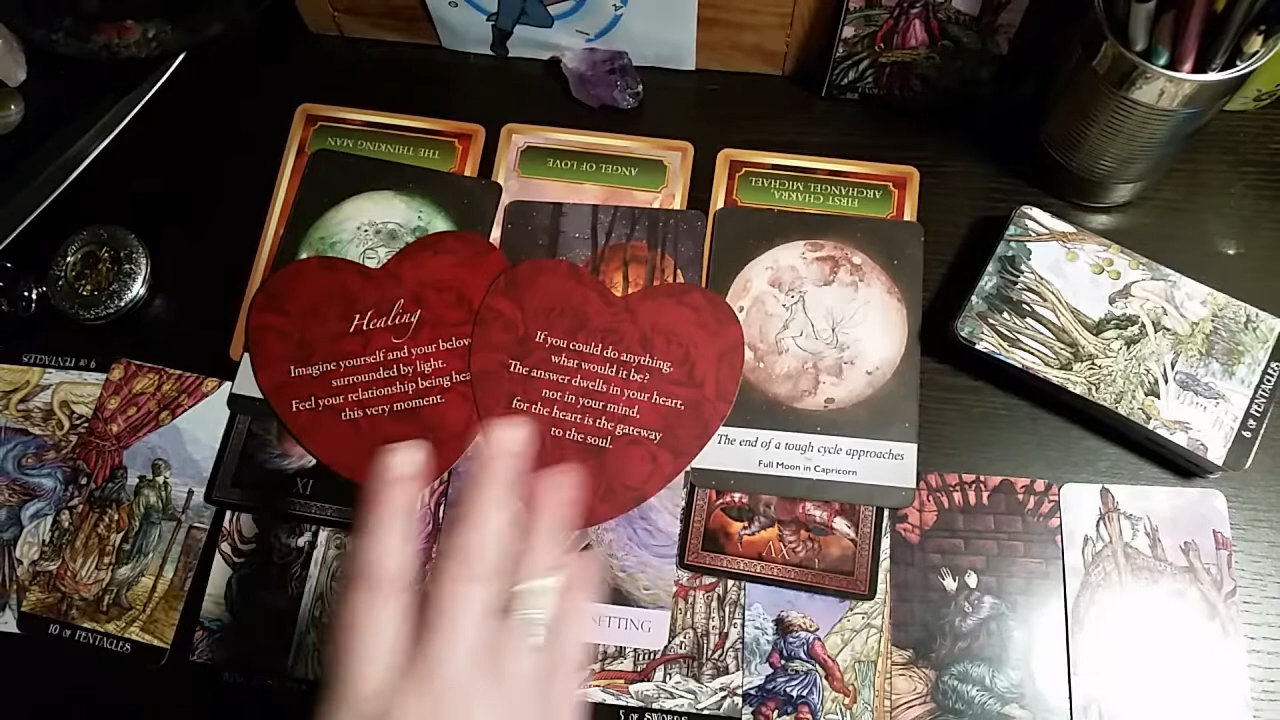 THE THINKING MAN
ANGEL OF LOVE
FIRST CHAKRA,
ARCHANGEL MICHAEL
Healing
Imagine yourself and your belov
surrounded by light.
Feel your relationship being hea
this very moment.
If you could do anything,
what would it be?
The answer dwells in your heart,
not in your mind,
for the heart is the gateway
to the soul.
The end of a tough cycle approaches
Full Moon in Capricorn
6 OF PENTACLES
9 OF PENTACLES
10 OF PENTACLES
XI
XV
ETTING
5 OF SWORDS